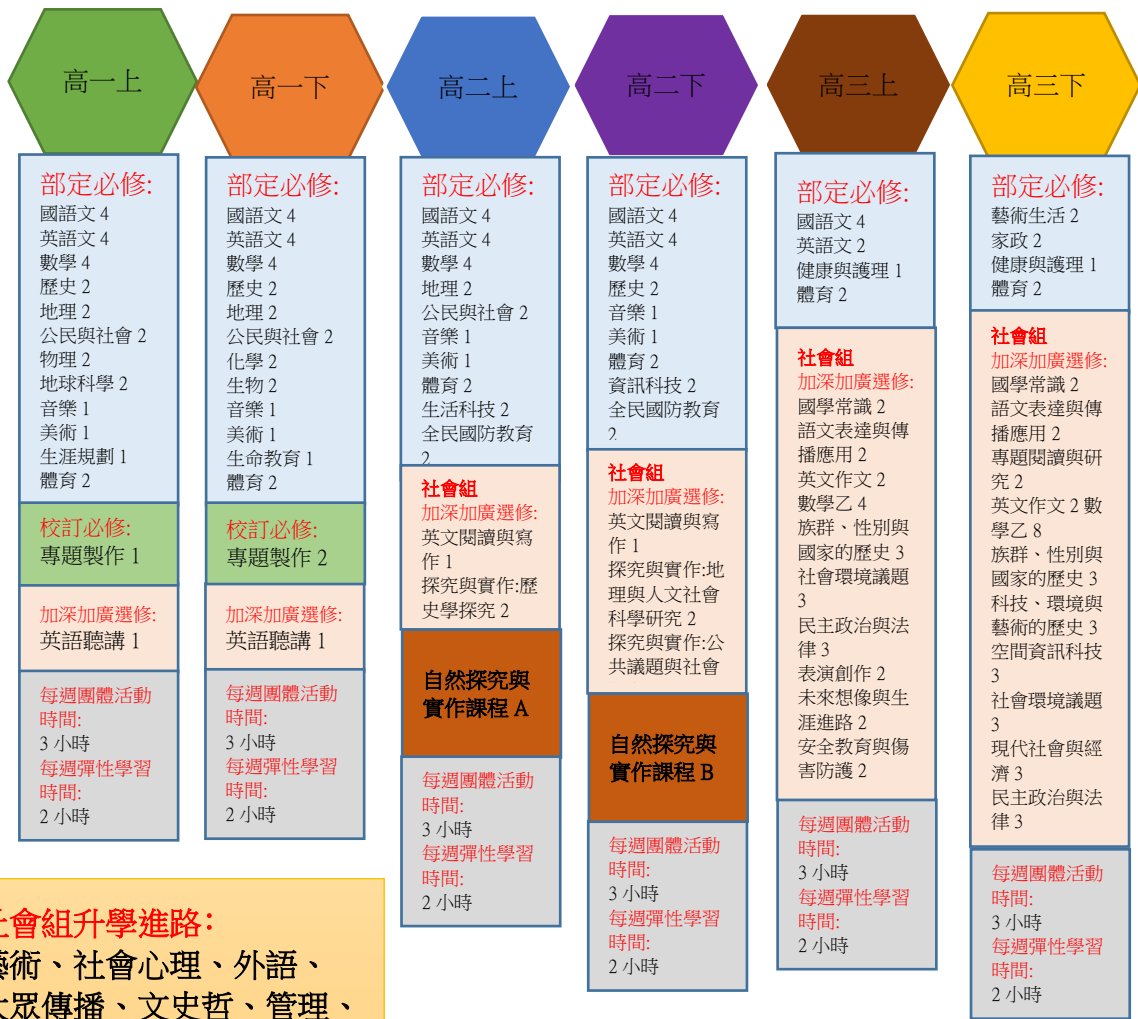 高一上
部定必修:
國語文 4
英語文 4
數學 4
歷史 2
地理 2
公民與社會 2
物理 2
地球科學 2
音樂 1
美術 1
生涯規劃 1
體育 2
校訂必修:
專題製作 1
加深加廣選修:
英語聽講 1
每週團體活動
時間:
3 小時
每週彈性學習
時間:
2 小時
高一下
部定必修:
國語文 4
英語文 4
數學 4
歷史 2
地理 2
公民與社會 2
化學 2
生物 2
音樂 1
美術 1
生命教育 1
體育 2
校訂必修:
專題製作 2
加深加廣選修:
英語聽講 1
每週團體活動
時間:
3 小時
每週彈性學習
時間:
2 小時
高二上
部定必修:
國語文 4
英語文 4
數學 4
地理 2
公民與社會 2
音樂 1
美術 1
體育 2
生活科技 2
全民國防教育
2
社會組
加深加廣選修:
英文閱讀與寫
作 1
探究與實作:歷
史學探究 2
自然探究與
實作課程 A
每週團體活動
時間:
3 小時
每週彈性學習
時間:
2 小時
高二下
部定必修:
國語文 4
英語文 4
數學 4
歷史 2
音樂 1
美術 1
體育 2
資訊科技 2
全民國防教育
2
社會組
加深加廣選修:
英文閱讀與寫
作 1
探究與實作:地
理與人文社會
科學研究 2
探究與實作:公
共議題與社會
自然探究與
實作課程 B
每週團體活動
時間:
3 小時
每週彈性學習
時間:
2 小時
高三上
部定必修:
國語文 4
英語文 2
健康與護理 1
體育 2
社會組
加深加廣選修:
國學常識 2
語文表達與傳
播應用 2
英文作文 2
數學乙 4
族群、性別與
國家的歷史 3
社會環境議題
3
民主政治與法
律 3
表演創作 2
未來想像與生
涯進路 2
安全教育與傷
害防護 2
每週團體活動
時間:
3 小時
每週彈性學習
時間:
2 小時
高三下
部定必修:
藝術生活 2
家政 2
健康與護理 1
體育 2
社會組
加深加廣選修:
國學常識 2
語文表達與傳
播應用 2
專題閱讀與研
究 2
英文作文 2 數
學乙 8
族群、性別與
國家的歷史 3
科技、環境與
藝術的歷史 3
空間資訊科技
3
社會環境議題
3
現代社會與經
濟 3
民主政治與法
律 3
每週團體活動
時間:
3 小時
每週彈性學習
時間:
2 小時
社會組升學進路:
藝術、社會心理、外語、
大眾傳播、文史哲、管理、